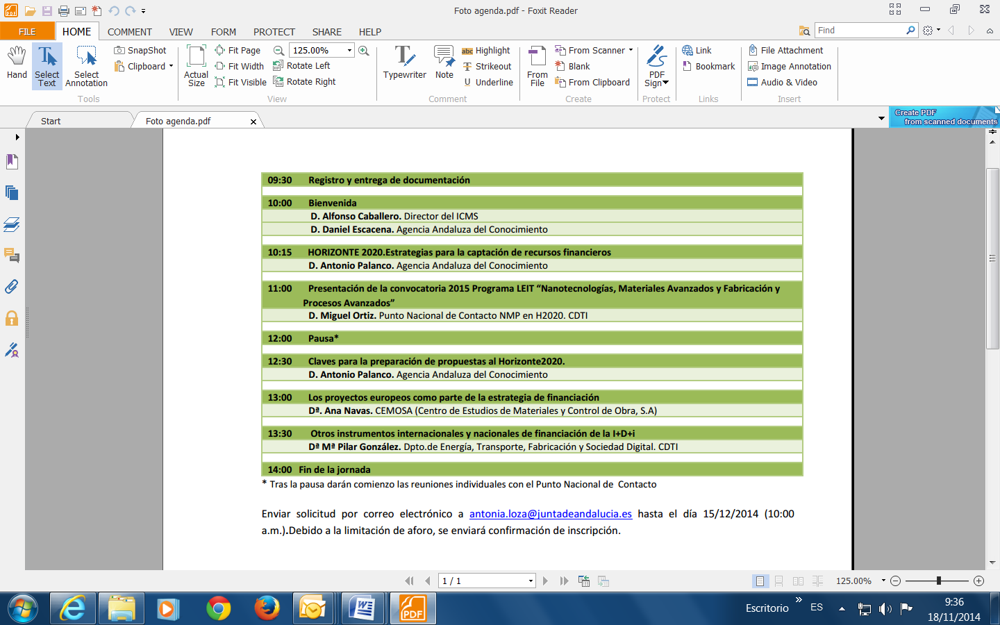 Foto agenda.pdf - Foxit Reader
FILE HOME COMMENT VIEW FORM PROTECT SHARE HELP
Find
Hand
Select Text
Select Annotation
SnapShot
Clipboard
Tools
Actual Size
Fit Page
Fit Width
Fit Visible
125.00%
Rotate Left
Rotate Right
View
Typewriter
Note
abc Highlight
Strikeout
Underline
Comment
From File
From Scanner
Blank
From Clipboard
Create
PDF Sign
Protect
Link
Bookmark
Links
File Attachment
Image Annotation
Audio & Video
Insert
Start
Foto agenda.pdf
Create PDF
from scanned documents
09:30 Registro y entrega de documentación
10:00 Bienvenida
D. Alfonso Caballero. Director del ICMS
D. Daniel Escacena. Agencia Andaluza del Conocimiento
10:15 HORIZONTE 2020.Estrategias para la captación de recursos financieros
D. Antonio Palanco. Agencia Andaluza del Conocimiento
11:00 Presentación de la convocatoria 2015 Programa LEIT “Nanotecnologías, Materiales Avanzados y Fabricación y
Procesos Avanzados”
D. Miguel Ortiz. Punto Nacional de Contacto NMP en H2020. CDTI
12:00 Pausa*
12:30 Claves para la preparación de propuestas al Horizonte2020.
D. Antonio Palanco. Agencia Andaluza del Conocimiento
13:00 Los proyectos europeos como parte de la estrategia de financiación
Dª. Ana Navas. CEMOSA (Centro de Estudios de Materiales y Control de Obra, S.A)
13:30 Otros instrumentos internacionales y nacionales de financiación de la I+D+i
Dª Mª Pilar González. Dpto.de Energía, Transporte, Fabricación y Sociedad Digital. CDTI
14:00 Fin de la jornada
* Tras la pausa darán comienzo las reuniones individuales con el Punto Nacional de Contacto
Enviar solicitud por correo electrónico a antonia.loza@juntadeandalucia.es hasta el día 15/12/2014 (10:00
a.m.).Debido a la limitación de aforo, se enviará confirmación de inscripción.
1 / 1
125.00%
PDF
Escritorio
ES
9:36
18/11/2014